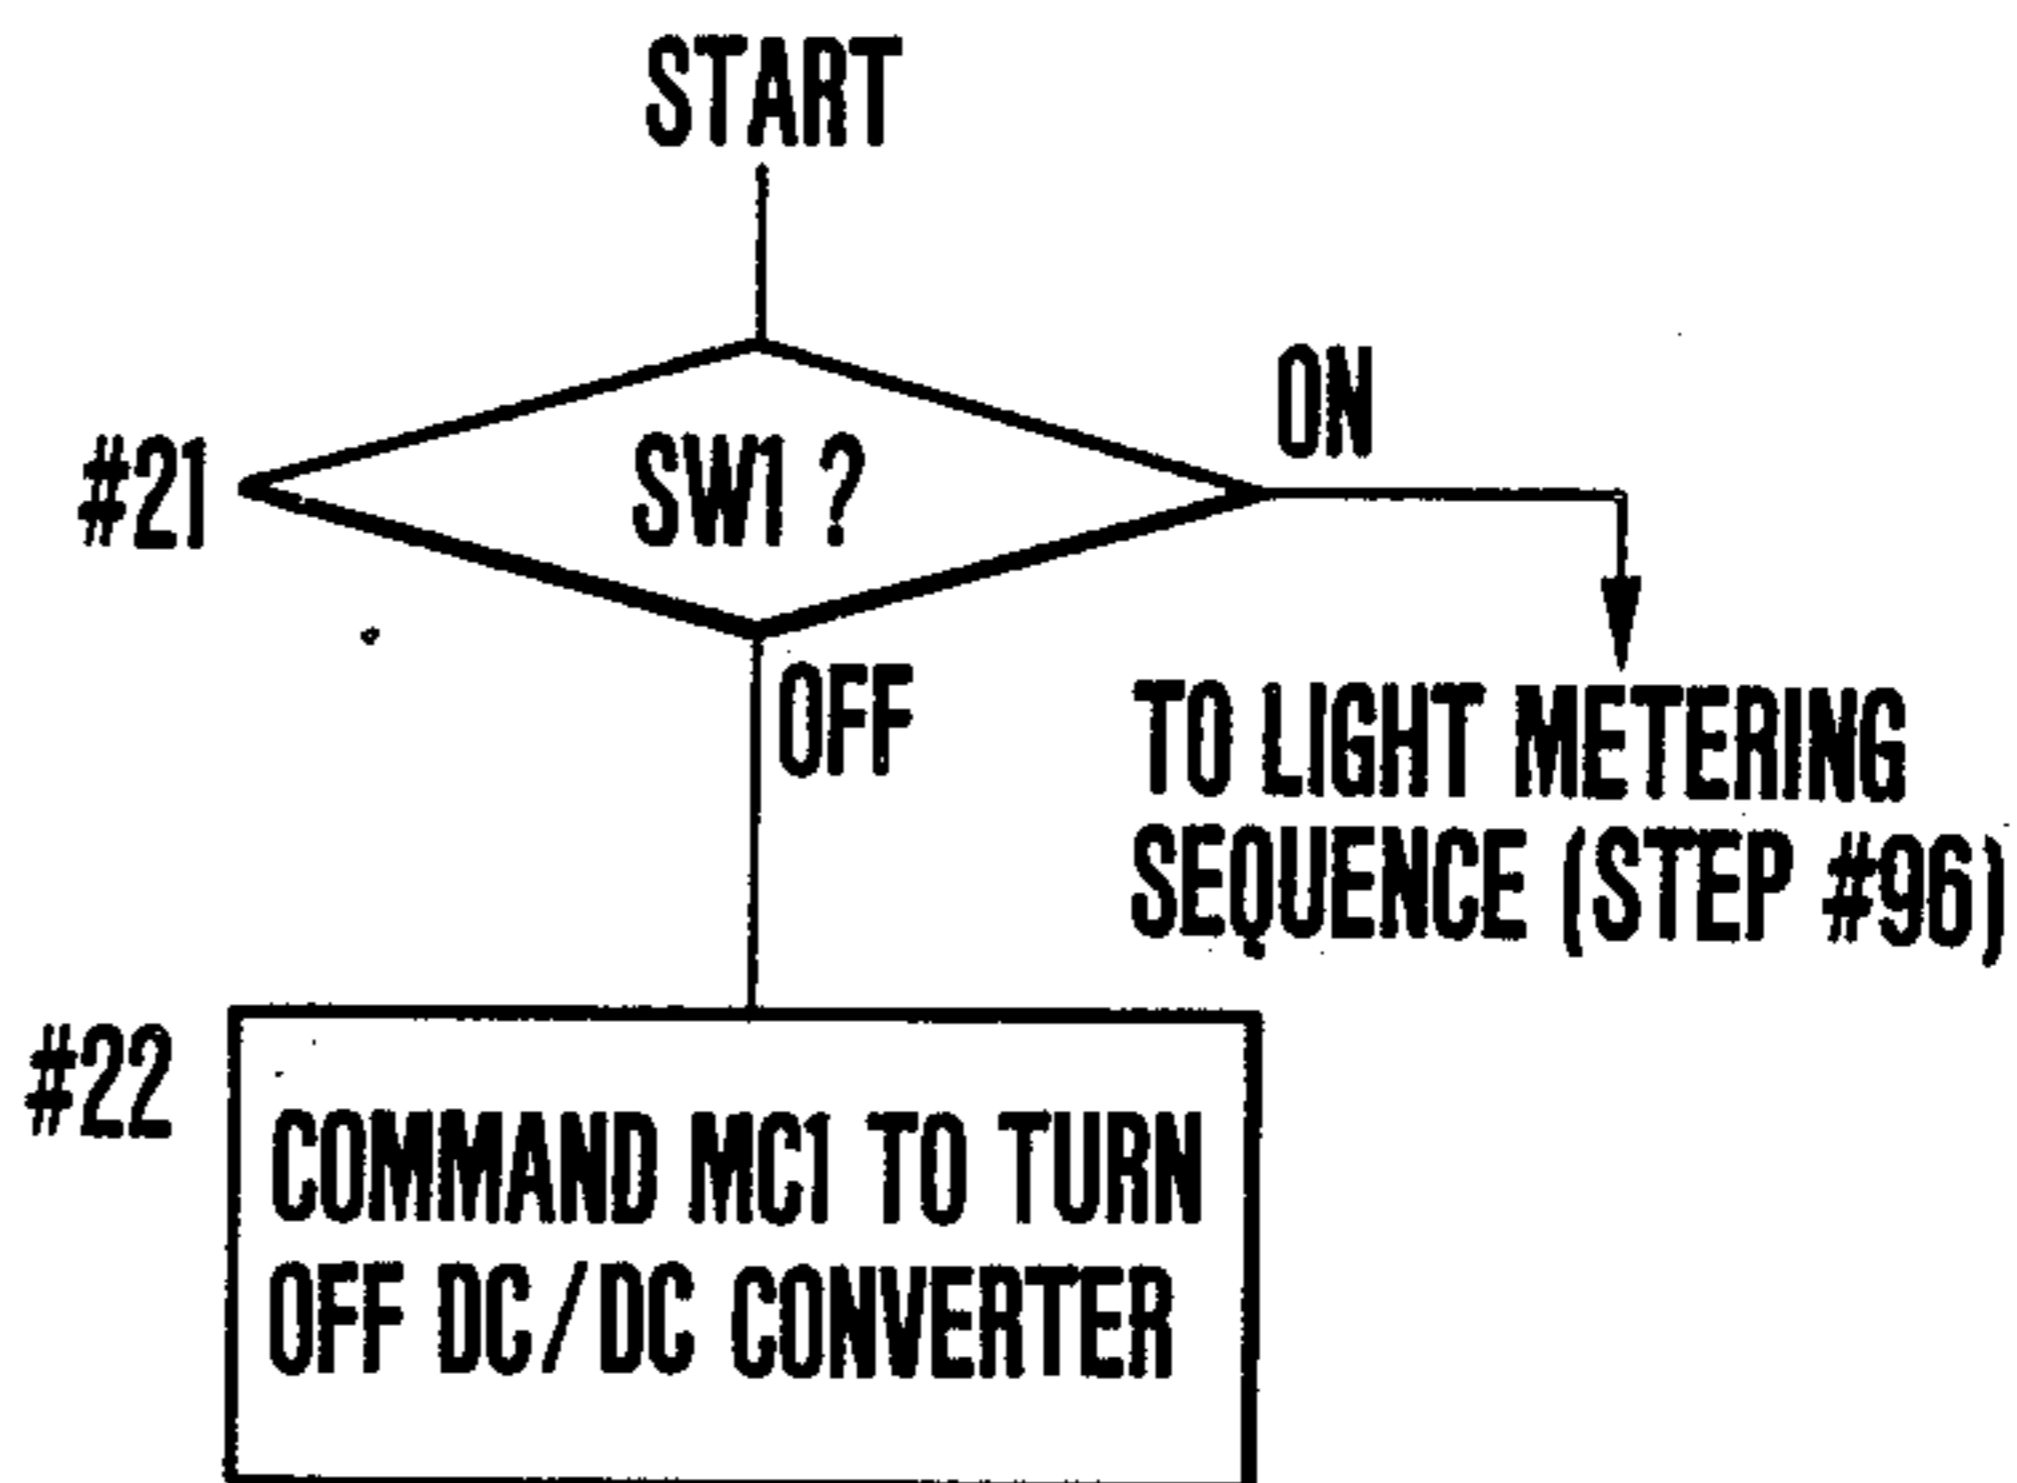 START
#21
SW1 ?
ON
OFF
TO LIGHT METERING
SEQUENCE (STEP #96)
#22
COMMAND MC1 TO TURN
OFF DC/DC CONVERTER